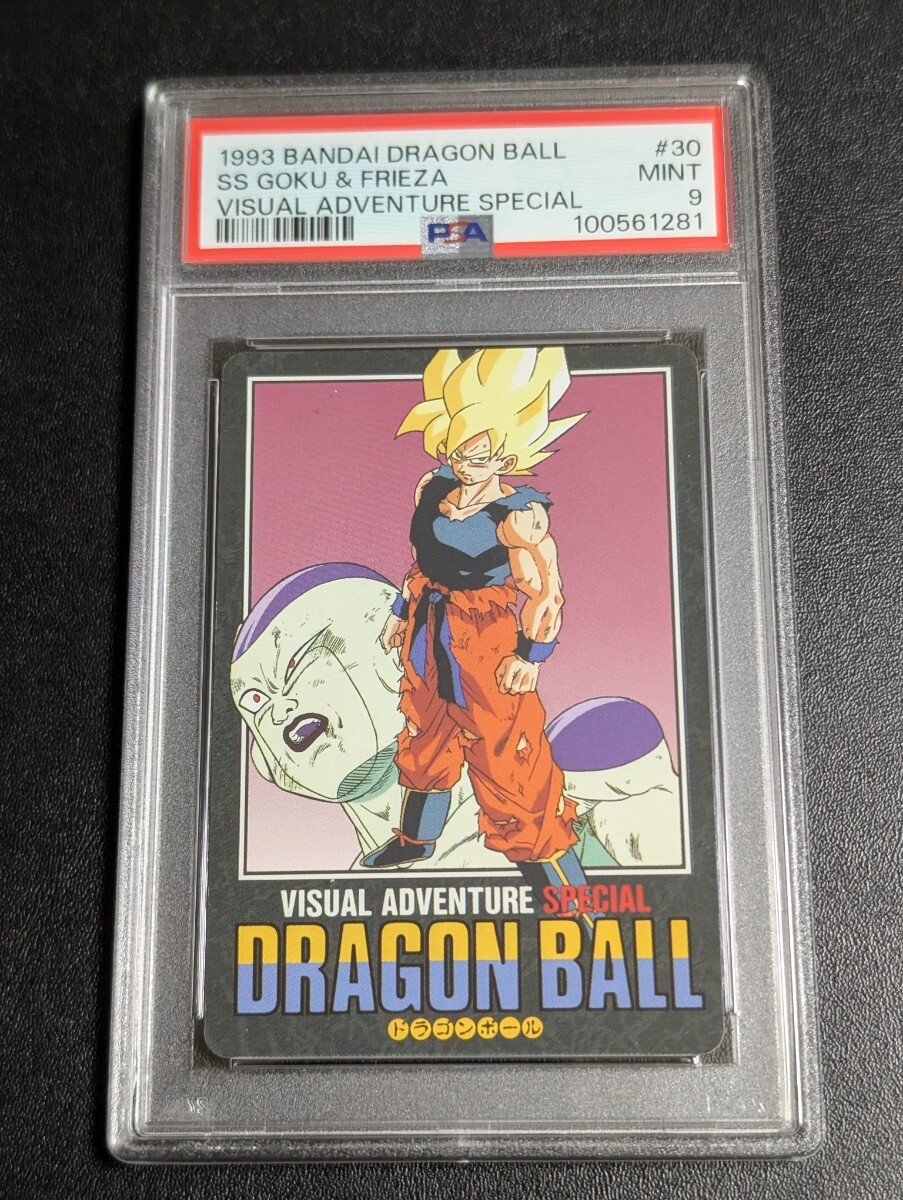 1993 BANDAI DRAGON BALL #30
SS GOKU & FRIEZA MINT
VISUAL ADVENTURE SPECIAL 9
PSA 100561281
VISUAL ADVENTURE SPECIAL
DRAGON BALL
ドラゴンボール